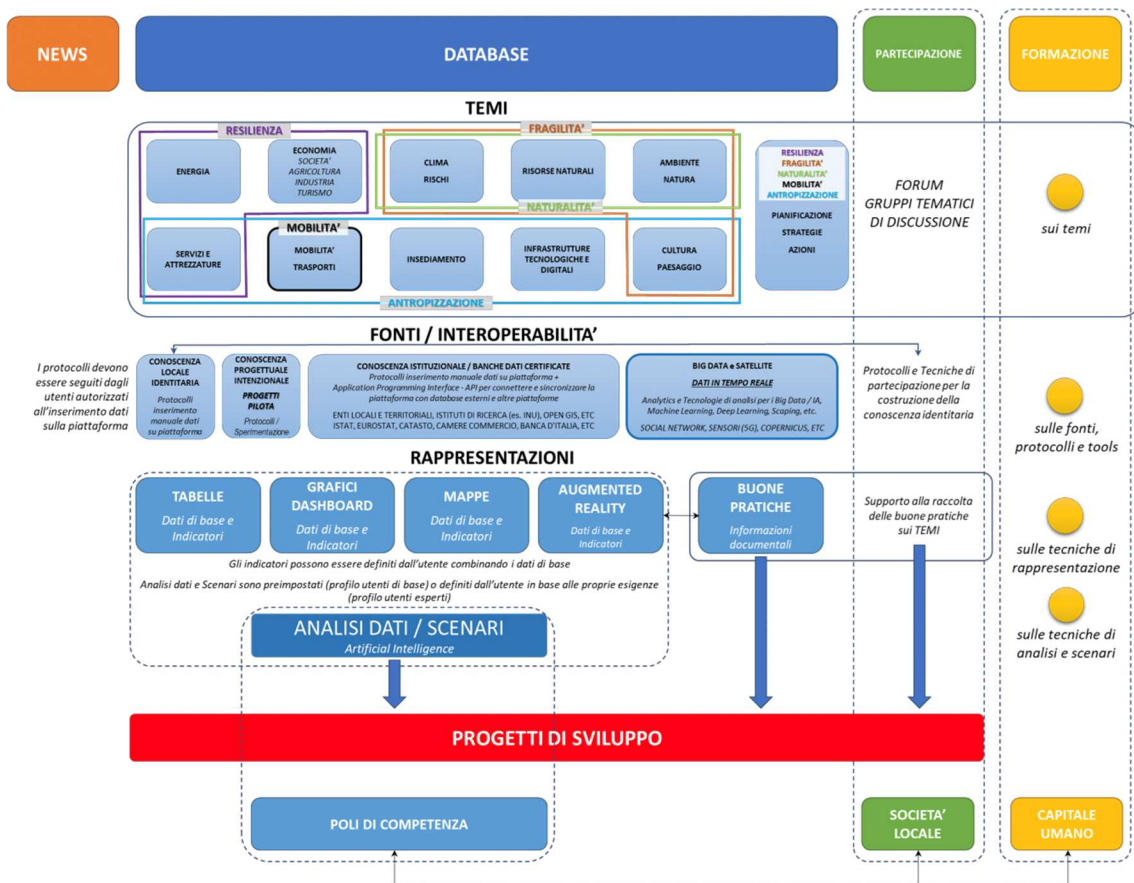 NEWS
DATABASE
PARTECIPAZIONE
FORMAZIONE
TEMI
RESILIENZA
FRAGILITA'
ENERGIA
ECONOMIA
SOCIETA'
AGRICOLTURA
INDUSTRIA
TURISMO
CLIMA
RISCHI
RISORSE NATURALI
AMBIENTE
NATURA
RESILIENZA
FRAGILITA'
NATURALITA'
MOBILITA'
ANTROPIZZAZIONE
PIANIFICAZIONE
STRATEGIE
AZIONI
FORUM
GRUPPI TEMATICI
DI DISCUSSIONE
sui temi
NATURALITA'
MOBILITA'
SERVIZI E
ATTREZZATURE
MOBILITA'
TRASPORTI
INSEDIAMENTO
INFRASTRUTTURE
TECNOLOGICHE E
DIGITALI
CULTURA
PAESAGGIO
ANTROPIZZAZIONE
FONTI / INTEROPERABILITA'
I protocolli devono
essere seguiti dagli
utenti autorizzati
all'inserimento dati
sulla piattaforma
CONOSCENZA
LOCALE
IDENTITARIA
Protocolli
inserimento
manuale dati
su piattaforma
CONOSCENZA
PROGETTUALE
INTENZIONALE
PROGETTI
PILOTA
Protocolli /
Sperimentazione
CONOSCENZA ISTITUZIONALE / BANCHE DATI CERTIFICATE
Protocolli inserimento manuale dati su piattaforma +
Application Programming Interface - API per connettere e sincronizzare la
piattaforma con database esterni e altre piattaforme
ENTI LOCALI E TERRITORIALI, ISTITUTI DI RICERCA (es. INU), OPEN GIS, ETC
ISTAT, EUROSTAT, CATASTO, CAMERE COMMERCIO, BANCA D'ITALIA, ETC
BIG DATA e SATELLITE
DATI IN TEMPO REALE
Analytics e Tecnologie di analisi per i Big Data / IA,
Machine Learning, Deep Learning, Scaping, etc.
SOCIAL NETWORK, SENSORI (5G), COPERNICUS, ETC
Protocolli e Tecniche di
partecipazione per la
costruzione della
conoscenza identitaria
sulle fonti,
protocolli e tools
RAPPRESENTAZIONI
TABELLE
Dati di base e
Indicatori
GRAFICI
DASHBOARD
Dati di base e
Indicatori
MAPPE
Dati di base e
Indicatori
AUGMENTED
REALITY
Dati di base e
Indicatori
BUONE
PRATICHE
Informazioni
documentali
Supporto alla raccolta
delle buone pratiche
sui TEMI
sulle tecniche di
rappresentazione
Gli indicatori possono essere definiti dall'utente combinando i dati di base
Analisi dati e Scenari sono preimpostati (profilo utenti di base) o definiti dall'utente in base alle proprie esigenze
(profilo utenti esperti)
ANALISI DATI / SCENARI
Artificial Intelligence
sulle tecniche di
analisi e scenari
PROGETTI DI SVILUPPO
POLI DI COMPETENZA
SOCIETA'
LOCALE
CAPITALE
UMANO